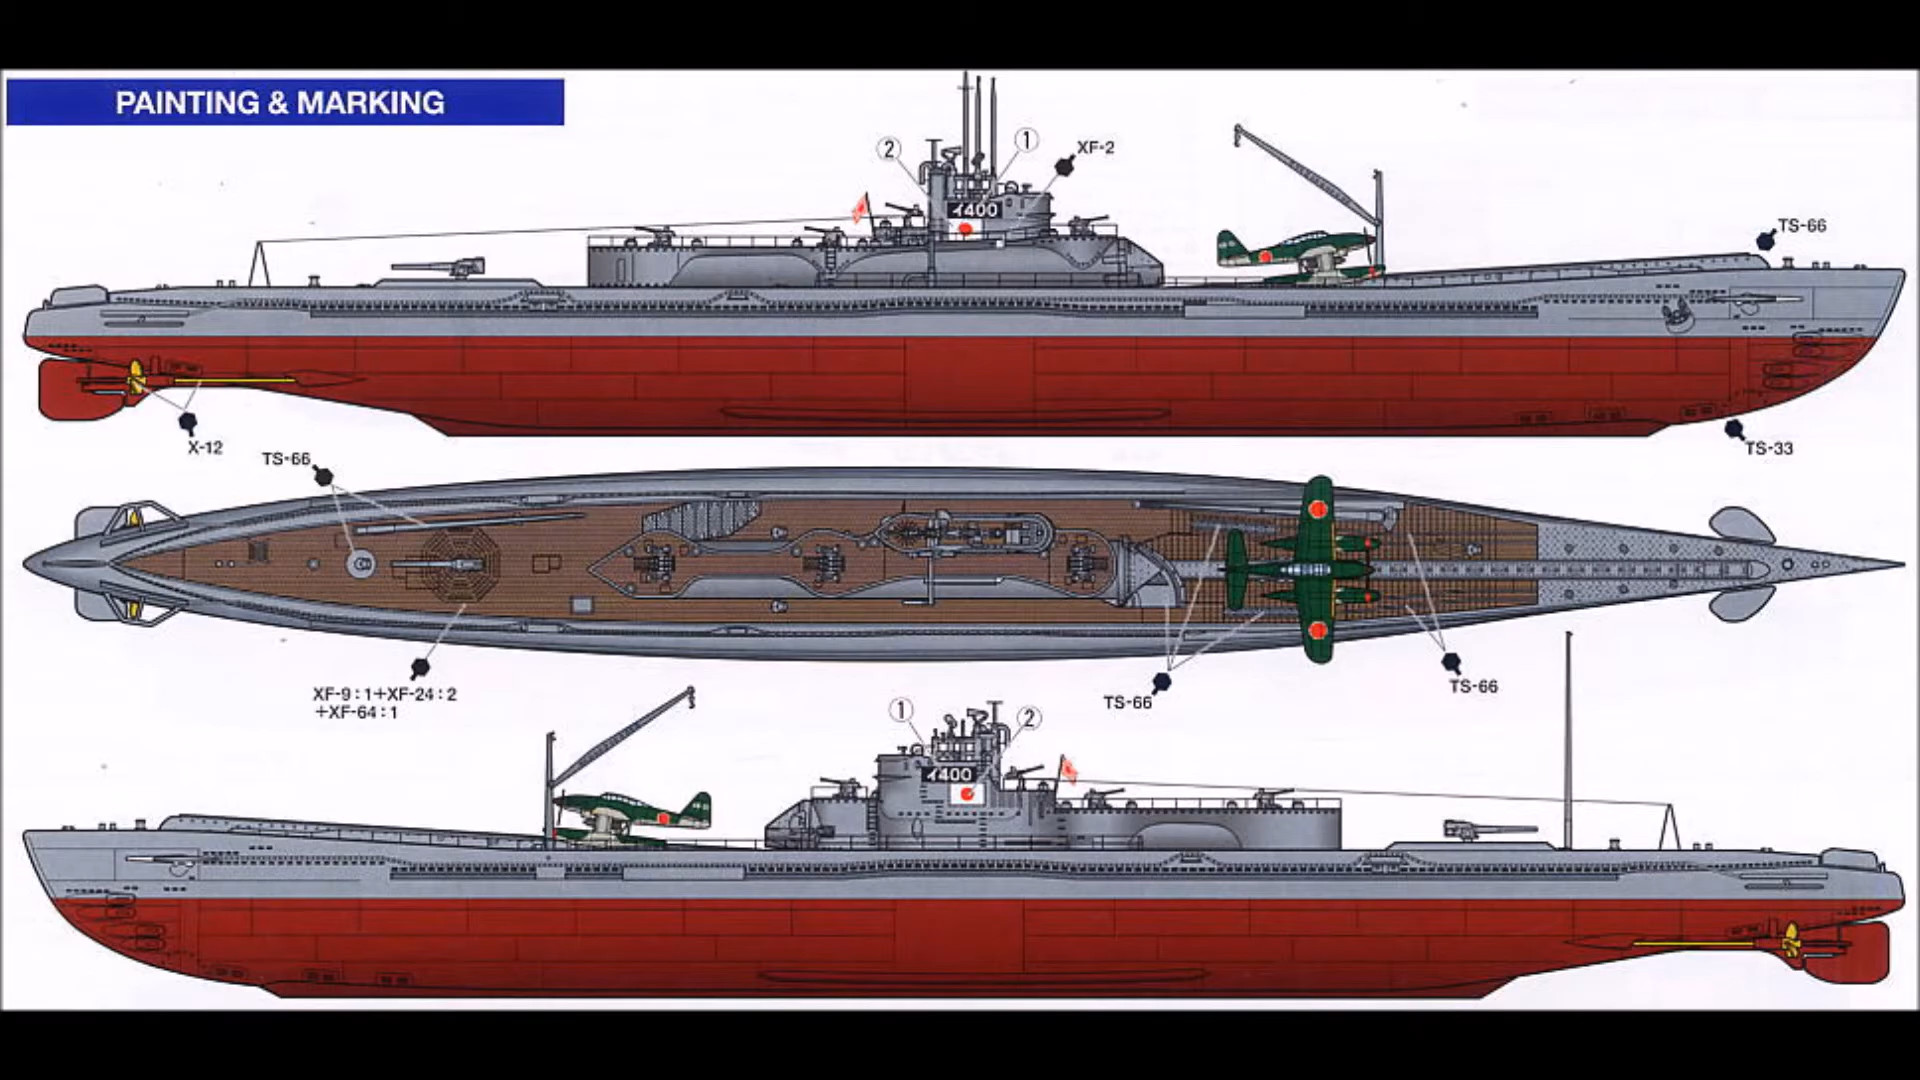 PAINTING & MARKING
2
1
XF-2
イ400
TS-66
X-12
TS-33
TS-66
XF-9:1+XF-24:2
+XF-64:1
TS-66
TS-66
1
2
イ400